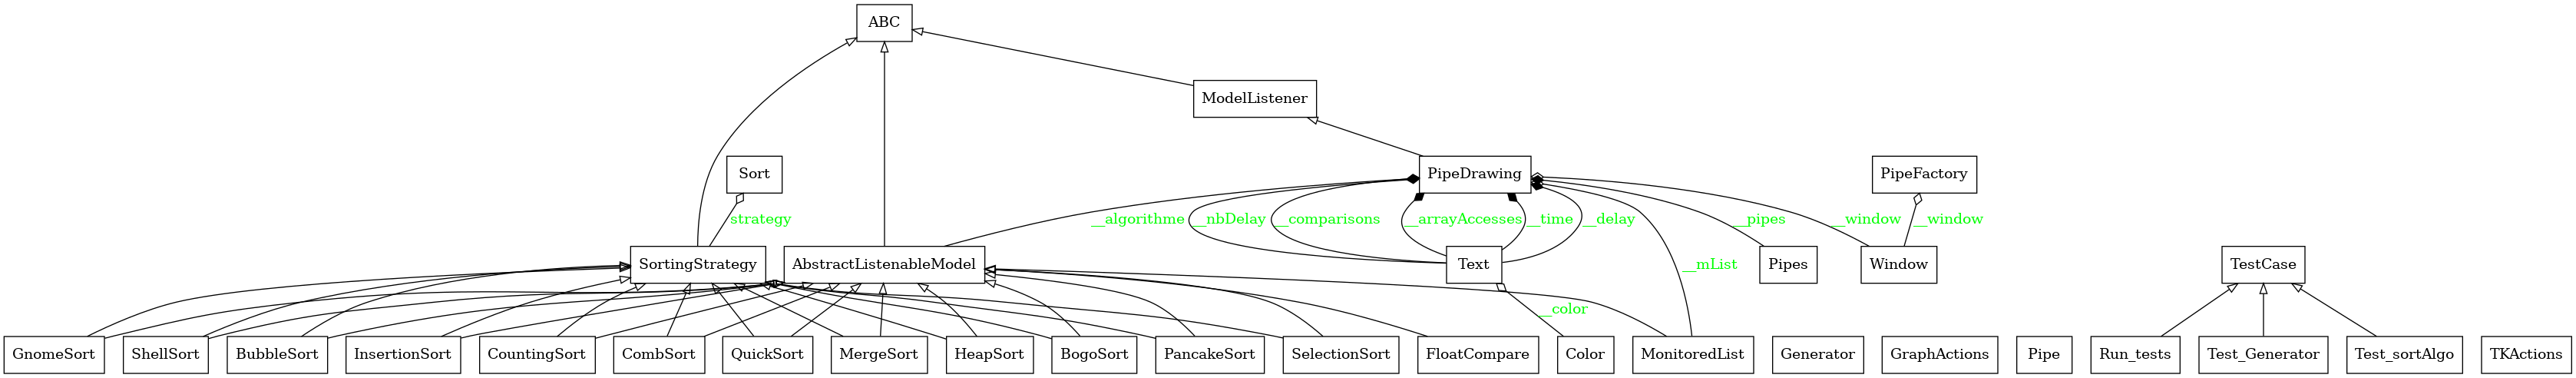 ABC
ModelListener
Sort
PipeDrawing
PipeFactory
strategy
__algorithme
__nbDelay
__comparisons
__arrayAccesses
__time
__delay
__pipes
__window
__window
SortingStrategy
AbstractListenableModel
Text
__mList
Pipes
Window
TestCase
__color
GnomeSort
ShellSort
BubbleSort
InsertionSort
CountingSort
CombSort
QuickSort
MergeSort
HeapSort
BogoSort
PancakeSort
SelectionSort
FloatCompare
Color
MonitoredList
Generator
GraphActions
Pipe
Run_tests
Test_Generator
Test_sortAlgo
TKActions